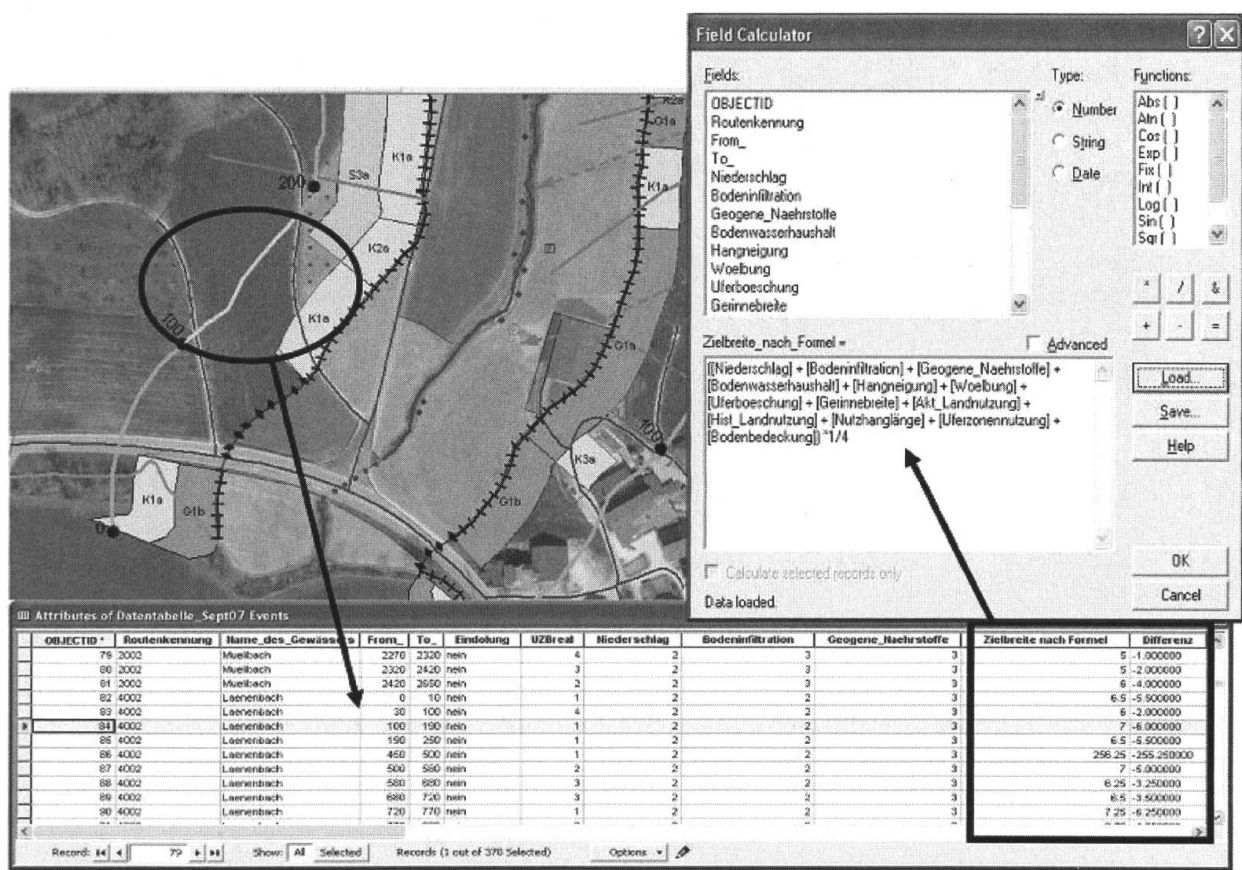 Field Calculator
Fields:
Type:
Functions:
OBJECTID
Routenkennung
From_
To_
Niederschlag
Bodeninfiltration
Geogene_Naehrstoffe
Bodenwasserhaushalt
Hangneigung
Woelbung
Uferboeschung
Gerinnebreite
Number
String
Date
Abs ( )
Atn ( )
Cos ( )
Exp ( )
Fix ( )
Int ( )
Log ( )
Sin ( )
Sqr ( )
* / &
+ - =
Zielbreite_nach_Formel =
Advanced
([Niederschlag] + [Bodeninfiltration] + [Geogene_Naehrstoffe] +
[Bodenwasserhaushalt] + [Hangneigung] + [Woelbung] +
[Uferboeschung] + [Gerinnebreite] + [Akt_Landnutzung] +
[Hist_Landnutzung] + [Nutzhanglänge] + [Uferzonennutzung] +
[Bodenbedeckung]) *1/4
Load...
Save...
Help
Calculate selected records only
OK
Data loaded.
Cancel
K2a
G1a
K1a
S3a
200
K1a
K2a
100
K1a
G1a
100
K3a
K1a
G1b
G1b
0
Attributes of Datentabelle_Sept07 Events
OBJECTID * Routenkennung Name_des_Gewässers From_ To_ Eindolung UZBreal Niederschlag Bodeninfiltration Geogene_Naehrstoffe Zielbreite nach Formel Differenz
79 2002 Muelibach 2270 2320 nein 4 2 3 3 5 -1.000000
80 2002 Muelibach 2320 2420 nein 3 2 3 3 5 -2.000000
81 2002 Muelibach 2420 2550 nein 2 2 3 3 6 -4.000000
82 4002 Laenenbach 0 10 nein 1 2 2 3 6.5 -5.500000
83 4002 Laenenbach 30 100 nein 4 2 2 3 6 -2.000000
84 4002 Laenenbach 100 190 nein 1 2 2 3 7 -6.000000
85 4002 Laenenbach 190 250 nein 1 2 2 3 6.5 -5.500000
86 4002 Laenenbach 450 500 nein 1 2 2 3 256.25 -255.250000
87 4002 Laenenbach 500 580 nein 2 2 2 3 7 -5.000000
88 4002 Laenenbach 580 680 nein 3 2 2 3 6.25 -3.250000
89 4002 Laenenbach 680 720 nein 3 2 2 3 6.5 -3.500000
90 4002 Laenenbach 720 770 nein 1 2 2 3 7.25 -6.250000
Record: 79 Show: All Selected Records (1 out of 378 Selected) Options